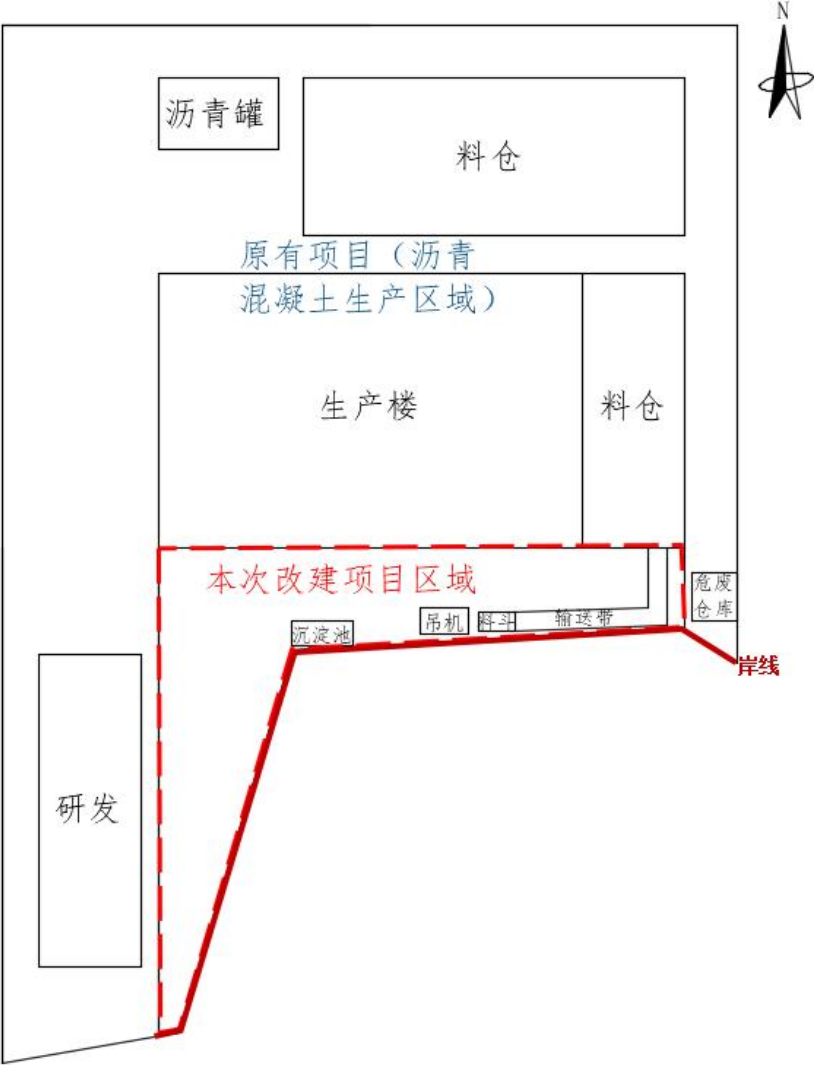 N
沥青罐
料仓
原有项目（沥青
混凝土生产区域）
生产楼
料仓
本次改建项目区域
危废
仓库
吊机
料斗
输送带
沉淀池
岸线
研发